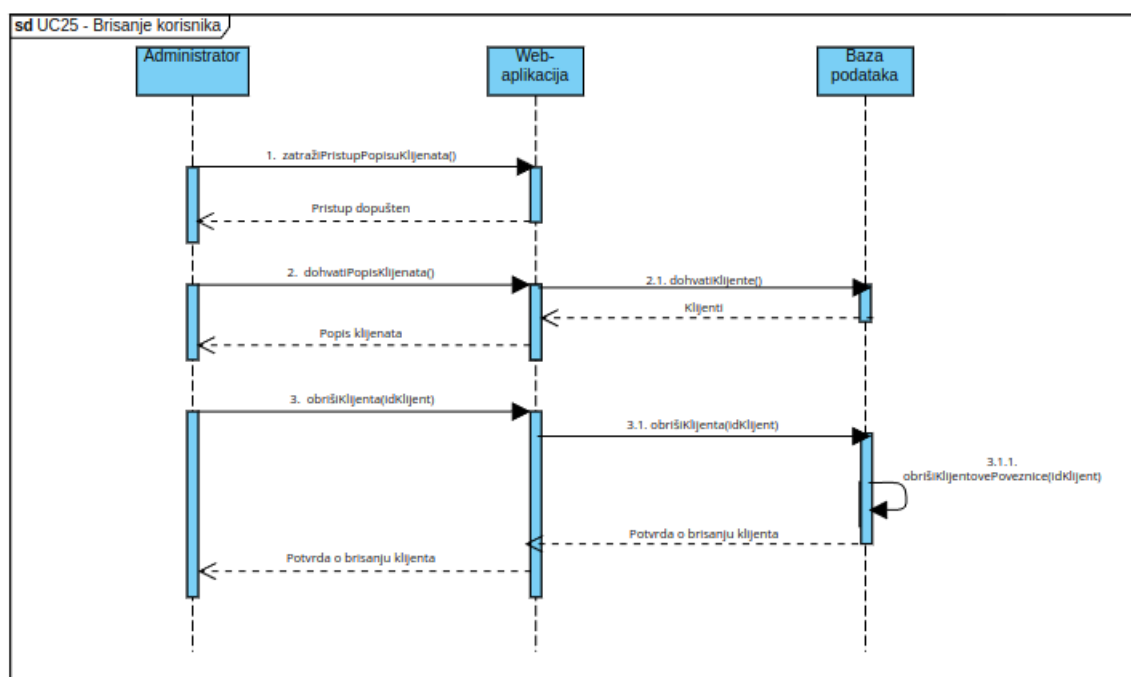 sd UC25 - Brisanje korisnika
Administrator
Web-
aplikacija
Baza
podataka
1. zatražiPristupPopisuKlijenata()
Pristup dopušten
2. dohvatiPopisKlijenata()
2.1. dohvatiKlijente()
Klijenti
Popis klijenata
3. obrišiKlijenta(idKlijent)
3.1. obrišiKlijenta(idKlijent)
3.1.1.
obrišiKlijentovePoveznice(idKlijent)
Potvrda o brisanju klijenta
Potvrda o brisanju klijenta